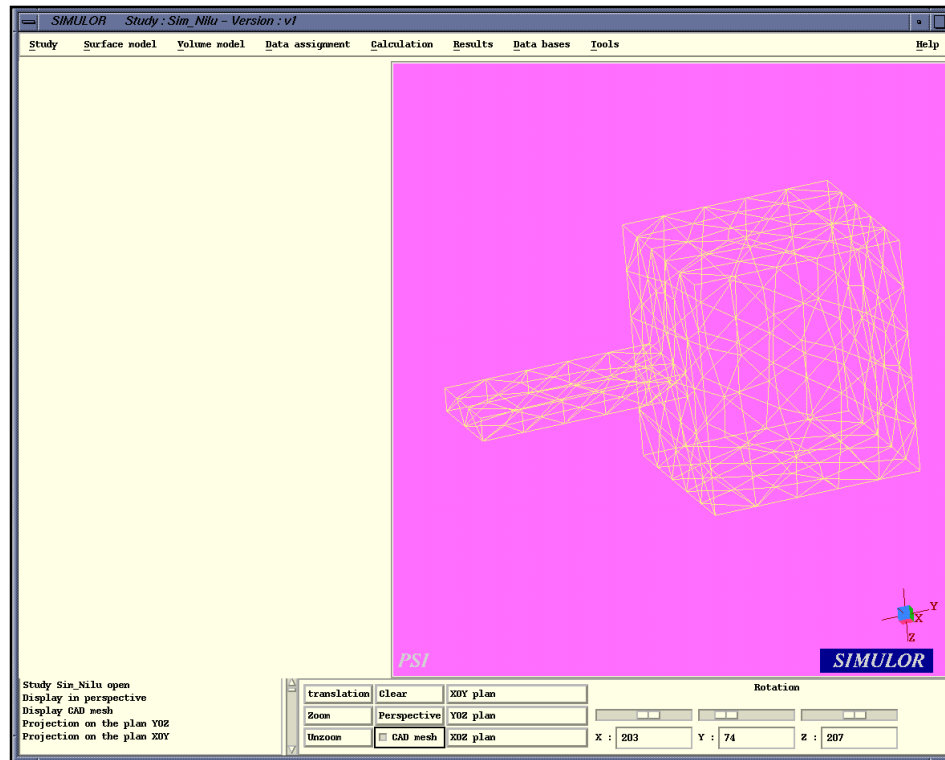 SIMULOR Study : Sim_Nilu - Version : v1
Study Surface model Volume model Data assignment Calculation Results Data bases Tools Help
Y
X
Z
PSI SIMULOR
Study Sim_Nilu open
Display in perspective
Display CAD mesh
Projection on the plan YOZ
Projection on the plan XOY
translation Clear XOY plan
Zoom Perspective YOZ plan
Unzoom CAD mesh XOZ plan
Rotation
X : 203 Y : 74 Z : 207